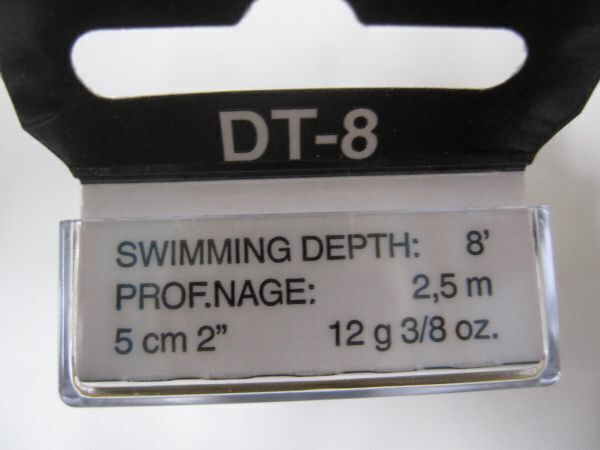 DT-8
SWIMMING DEPTH: 8'
PROF.NAGE: 2,5 m
5 cm 2" 12 g 3/8 oz.